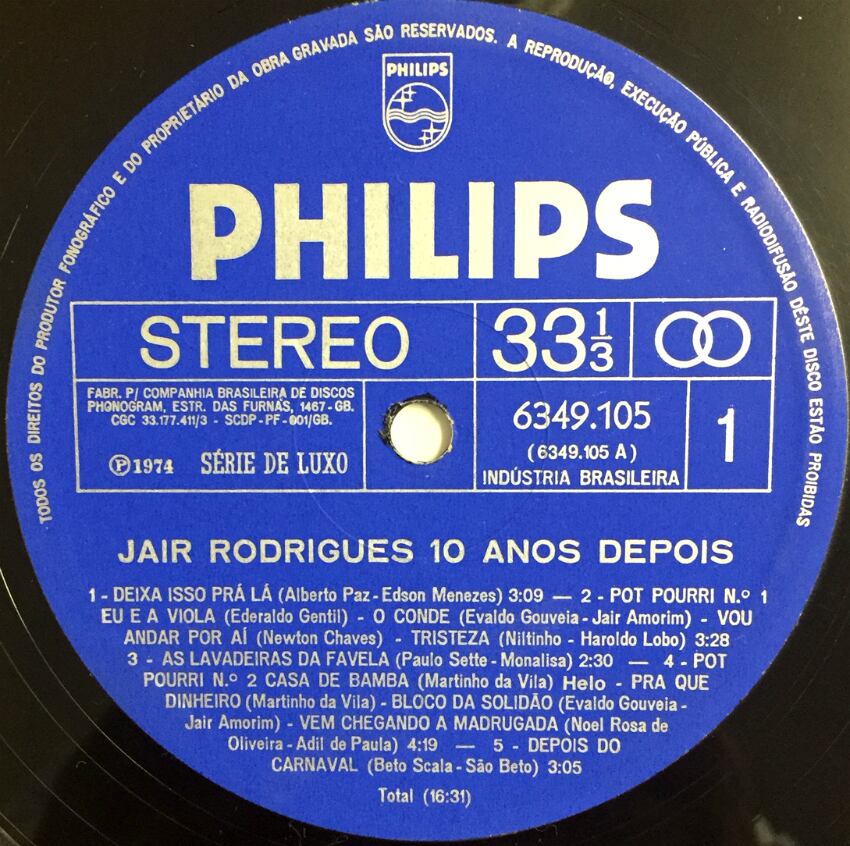 TODOS OS DIREITOS DO PRODUTOR FONOGRÁFICO E DO PROPRIETÁRIO DA OBRA GRAVADA SÃO RESERVADOS. A REPRODUÇÃO, EXECUÇÃO PÚBLICA E RADIODIFUSÃO DÊSTE DISCO ESTÃO PROIBIDAS
PHILIPS
PHILIPS
STEREO
33 1/3
FABR. P/ COMPANHIA BRASILEIRA DE DISCOS
PHONOGRAM, ESTR. DAS FURNAS, 1467-GB.
CGC 33.177.411/3 - SCDP-PF-001/GB.
Ⓟ1974 SÉRIE DE LUXO
6349.105
(6349.105 A)
INDÚSTRIA BRASILEIRA
1
JAIR RODRIGUES 10 ANOS DEPOIS
1 - DEIXA ISSO PRÁ LÁ (Alberto Paz - Edson Menezes) 3:09 — 2 - POT POURRI N.º 1
EU E A VIOLA (Ederaldo Gentil) - O CONDE (Evaldo Gouveia - Jair Amorim) - VOU
ANDAR POR AÍ (Newton Chaves) - TRISTEZA (Niltinho - Haroldo Lobo) 3:28
3 - AS LAVADEIRAS DA FAVELA (Paulo Sette - Monalisa) 2:30 — 4 - POT
POURRI N.º 2 CASA DE BAMBA (Martinho da Vila) Helo - PRA QUE
DINHEIRO (Martinho da Vila) - BLOCO DA SOLIDÃO (Evaldo Gouveia -
Jair Amorim) - VEM CHEGANDO A MADRUGADA (Noel Rosa de
Oliveira - Adil de Paula) 4:19 — 5 - DEPOIS DO
CARNAVAL (Beto Scala - São Beto) 3:05
Total (16:31)